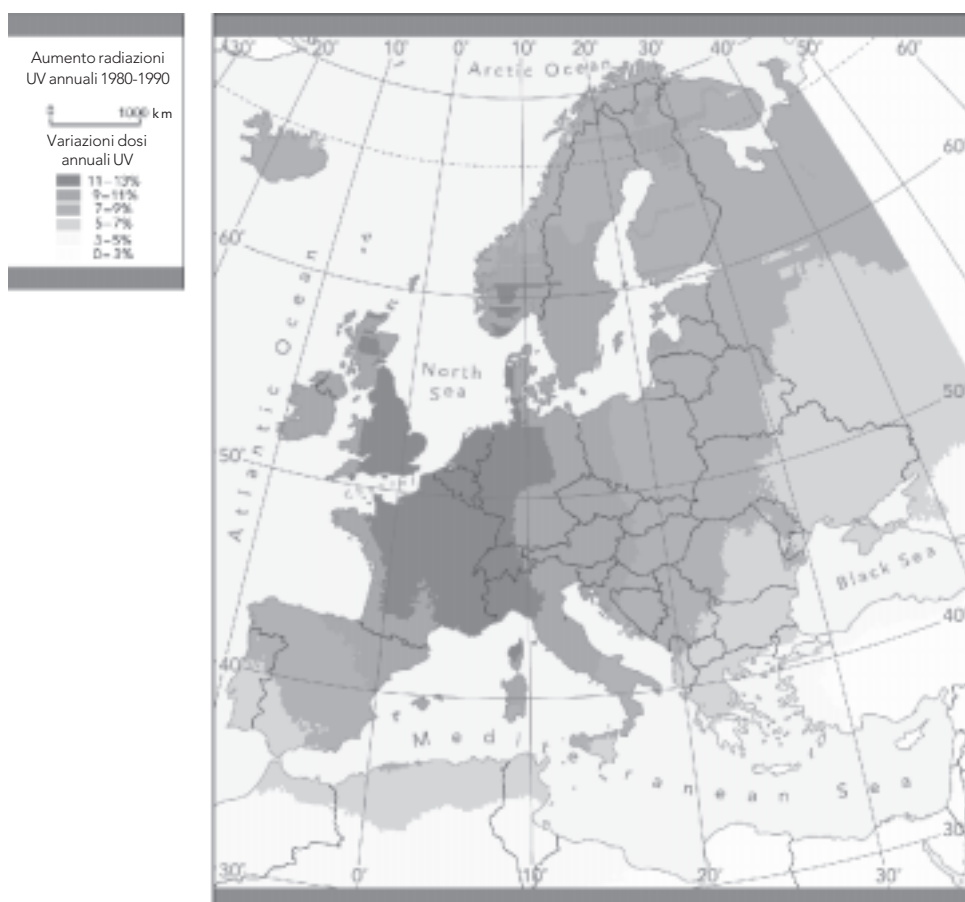 Aumento radiazioni
UV annuali 1980-1990
0 1000 km
Variazioni dosi
annuali UV
11–13%
9–11%
7–9%
5–7%
3–5%
0–3%
30° 20° 10° 0° 10° 20° 30° 40° 50° 60°
Arctic Ocean
60°
60°
Atlantic Ocean
North
Sea
50°
50°
Channel
Black Sea
40°
40°
Mediterranean Sea
30°
30°
0° 10° 20° 30°